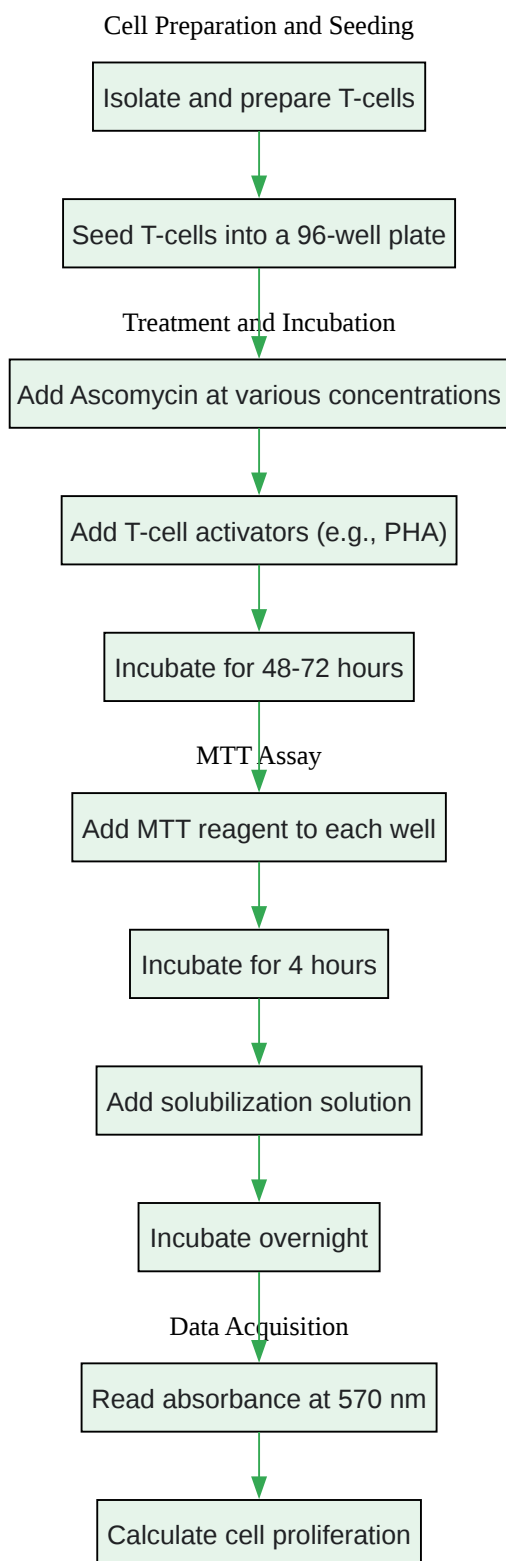 Cell Preparation and Seeding
Isolate and prepare T-cells
Seed T-cells into a 96-well plate
Treatment and Incubation
Add Ascomycin at various concentrations
Add T-cell activators (e.g., PHA)
Incubate for 48-72 hours
MTT Assay
Add MTT reagent to each well
Incubate for 4 hours
Add solubilization solution
Incubate overnight
Data Acquisition
Read absorbance at 570 nm
Calculate cell proliferation